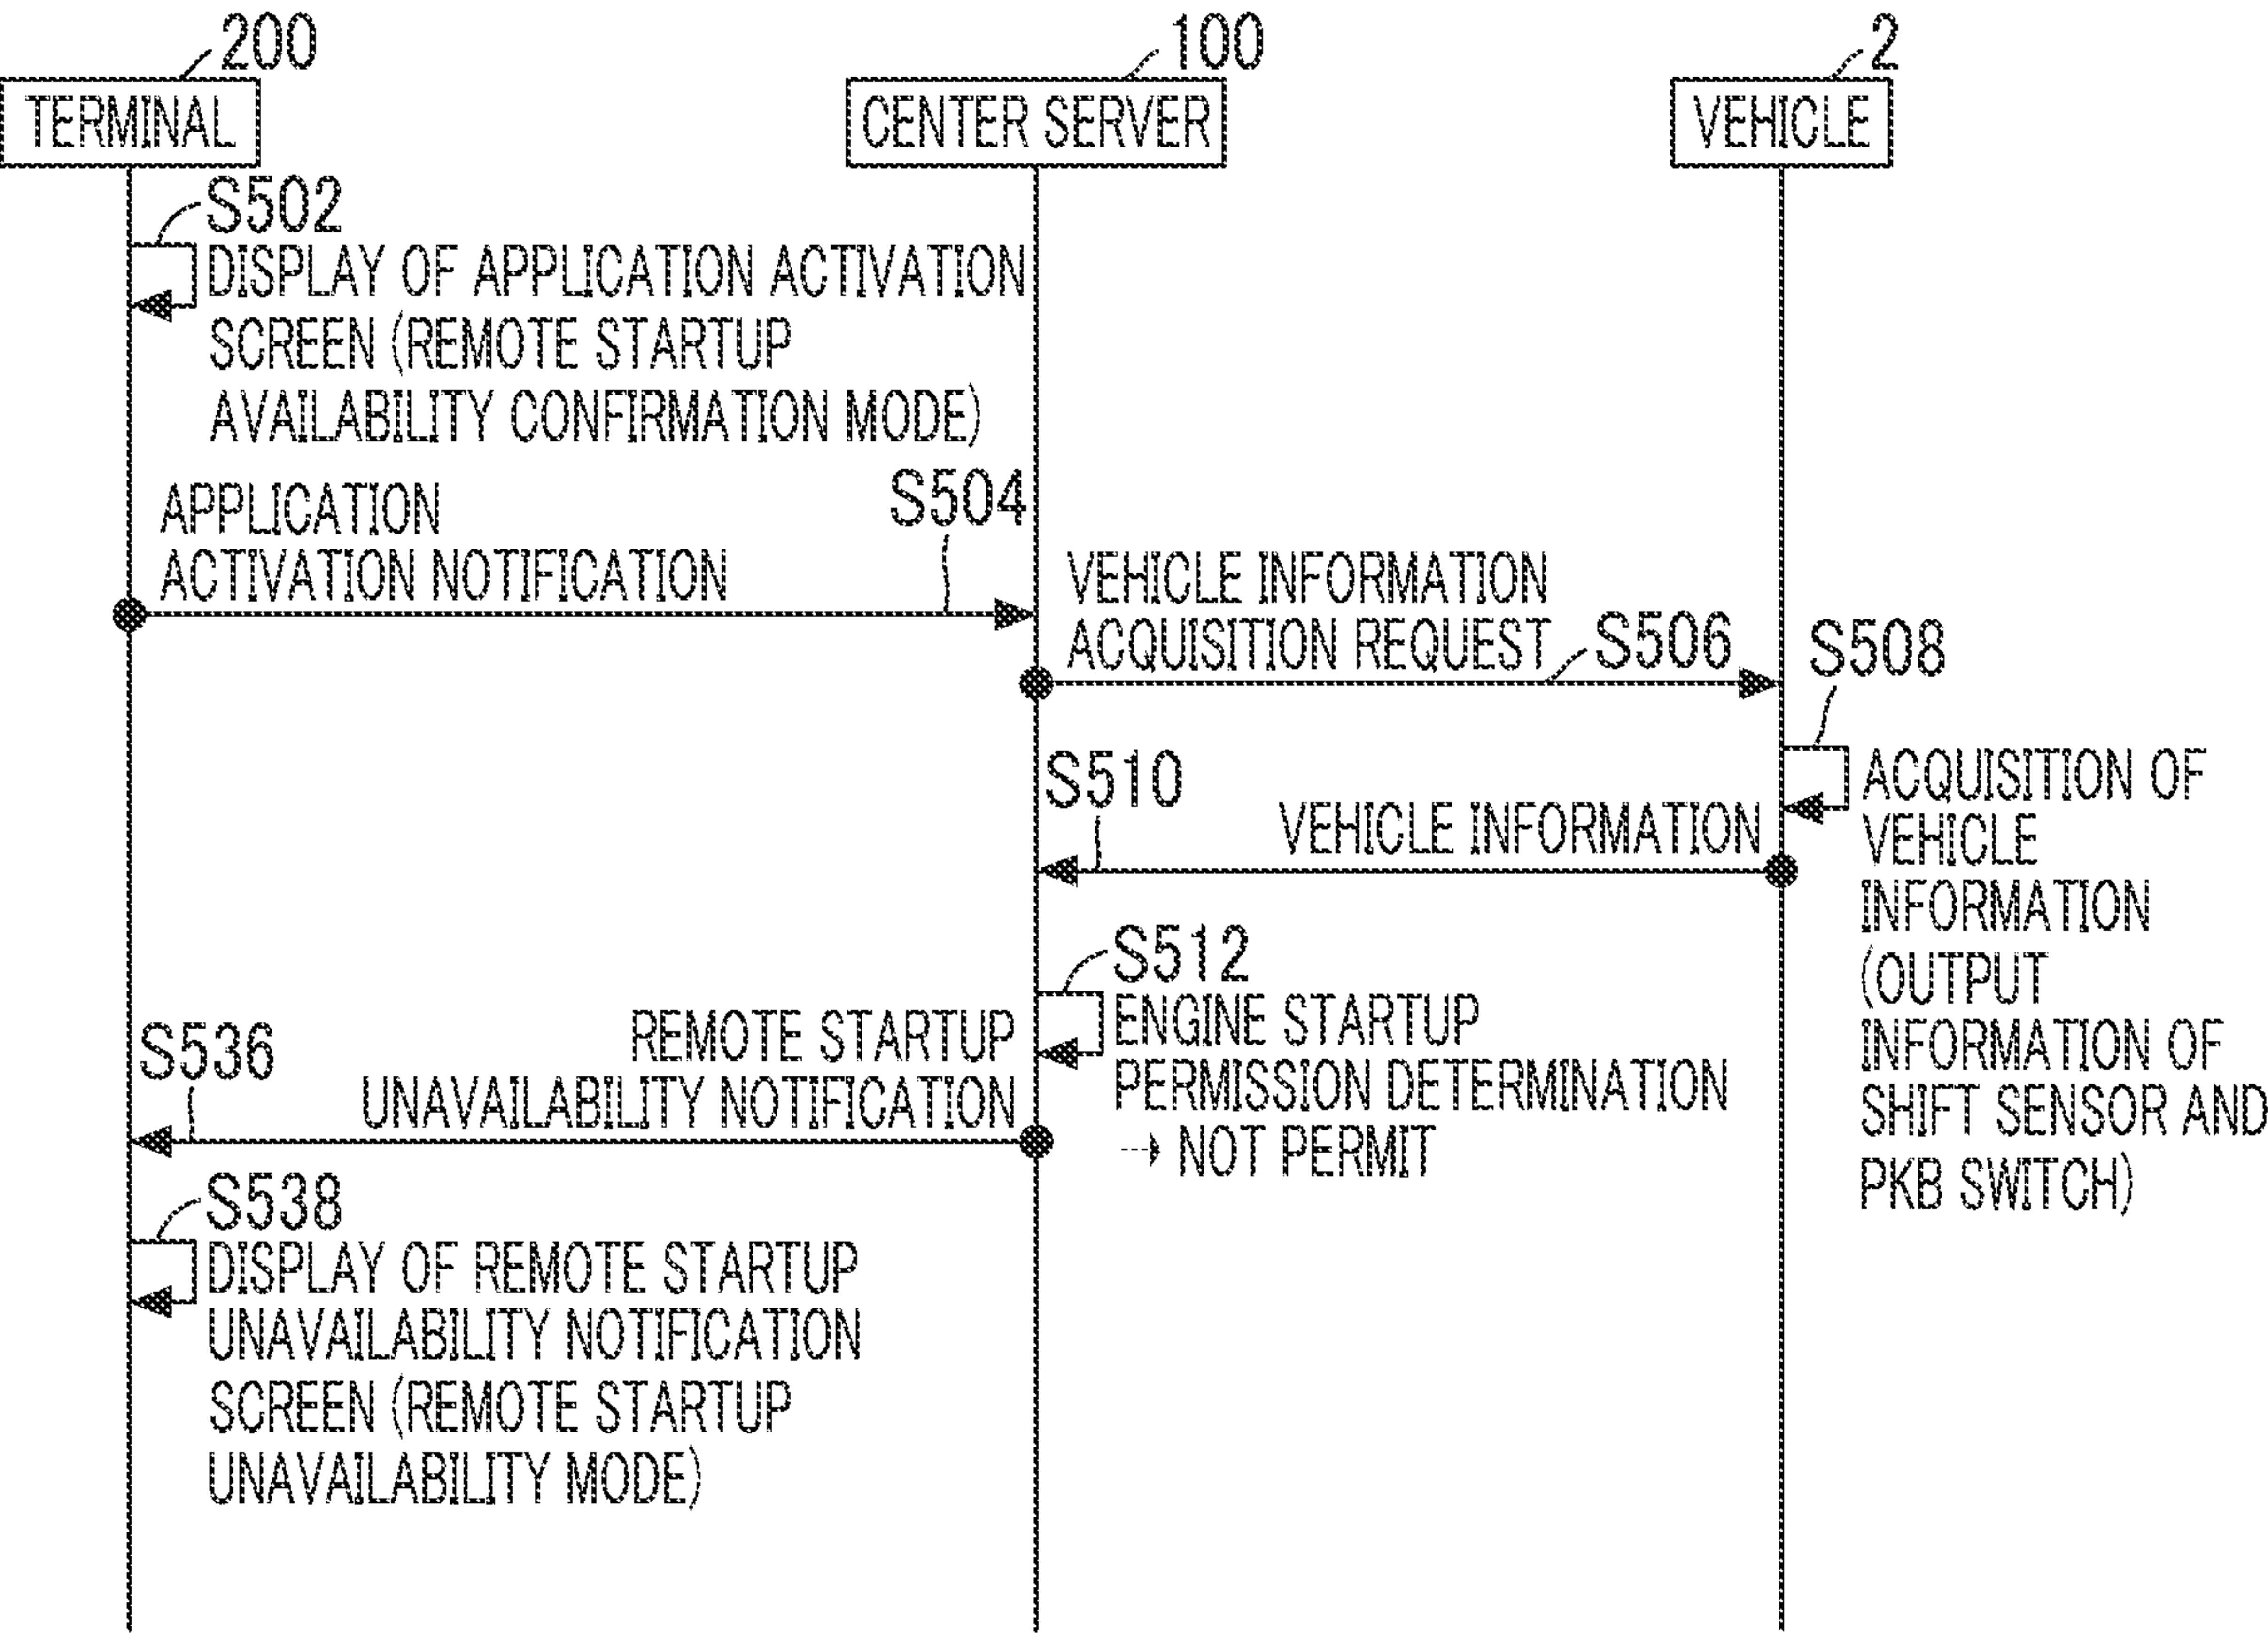 200
100
2
TERMINAL
CENTER SERVER
VEHICLE
S502
DISPLAY OF APPLICATION ACTIVATION
SCREEN (REMOTE STARTUP
AVAILABILITY CONFIRMATION MODE)
S504
APPLICATION
ACTIVATION NOTIFICATION
VEHICLE INFORMATION
ACQUISITION REQUEST
S506
S508
ACQUISITION OF
VEHICLE
INFORMATION
(OUTPUT
INFORMATION OF
SHIFT SENSOR AND
PKB SWITCH)
S510
VEHICLE INFORMATION
S512
ENGINE STARTUP
PERMISSION DETERMINATION
→ NOT PERMIT
S536
REMOTE STARTUP
UNAVAILABILITY NOTIFICATION
S538
DISPLAY OF REMOTE STARTUP
UNAVAILABILITY NOTIFICATION
SCREEN (REMOTE STARTUP
UNAVAILABILITY MODE)